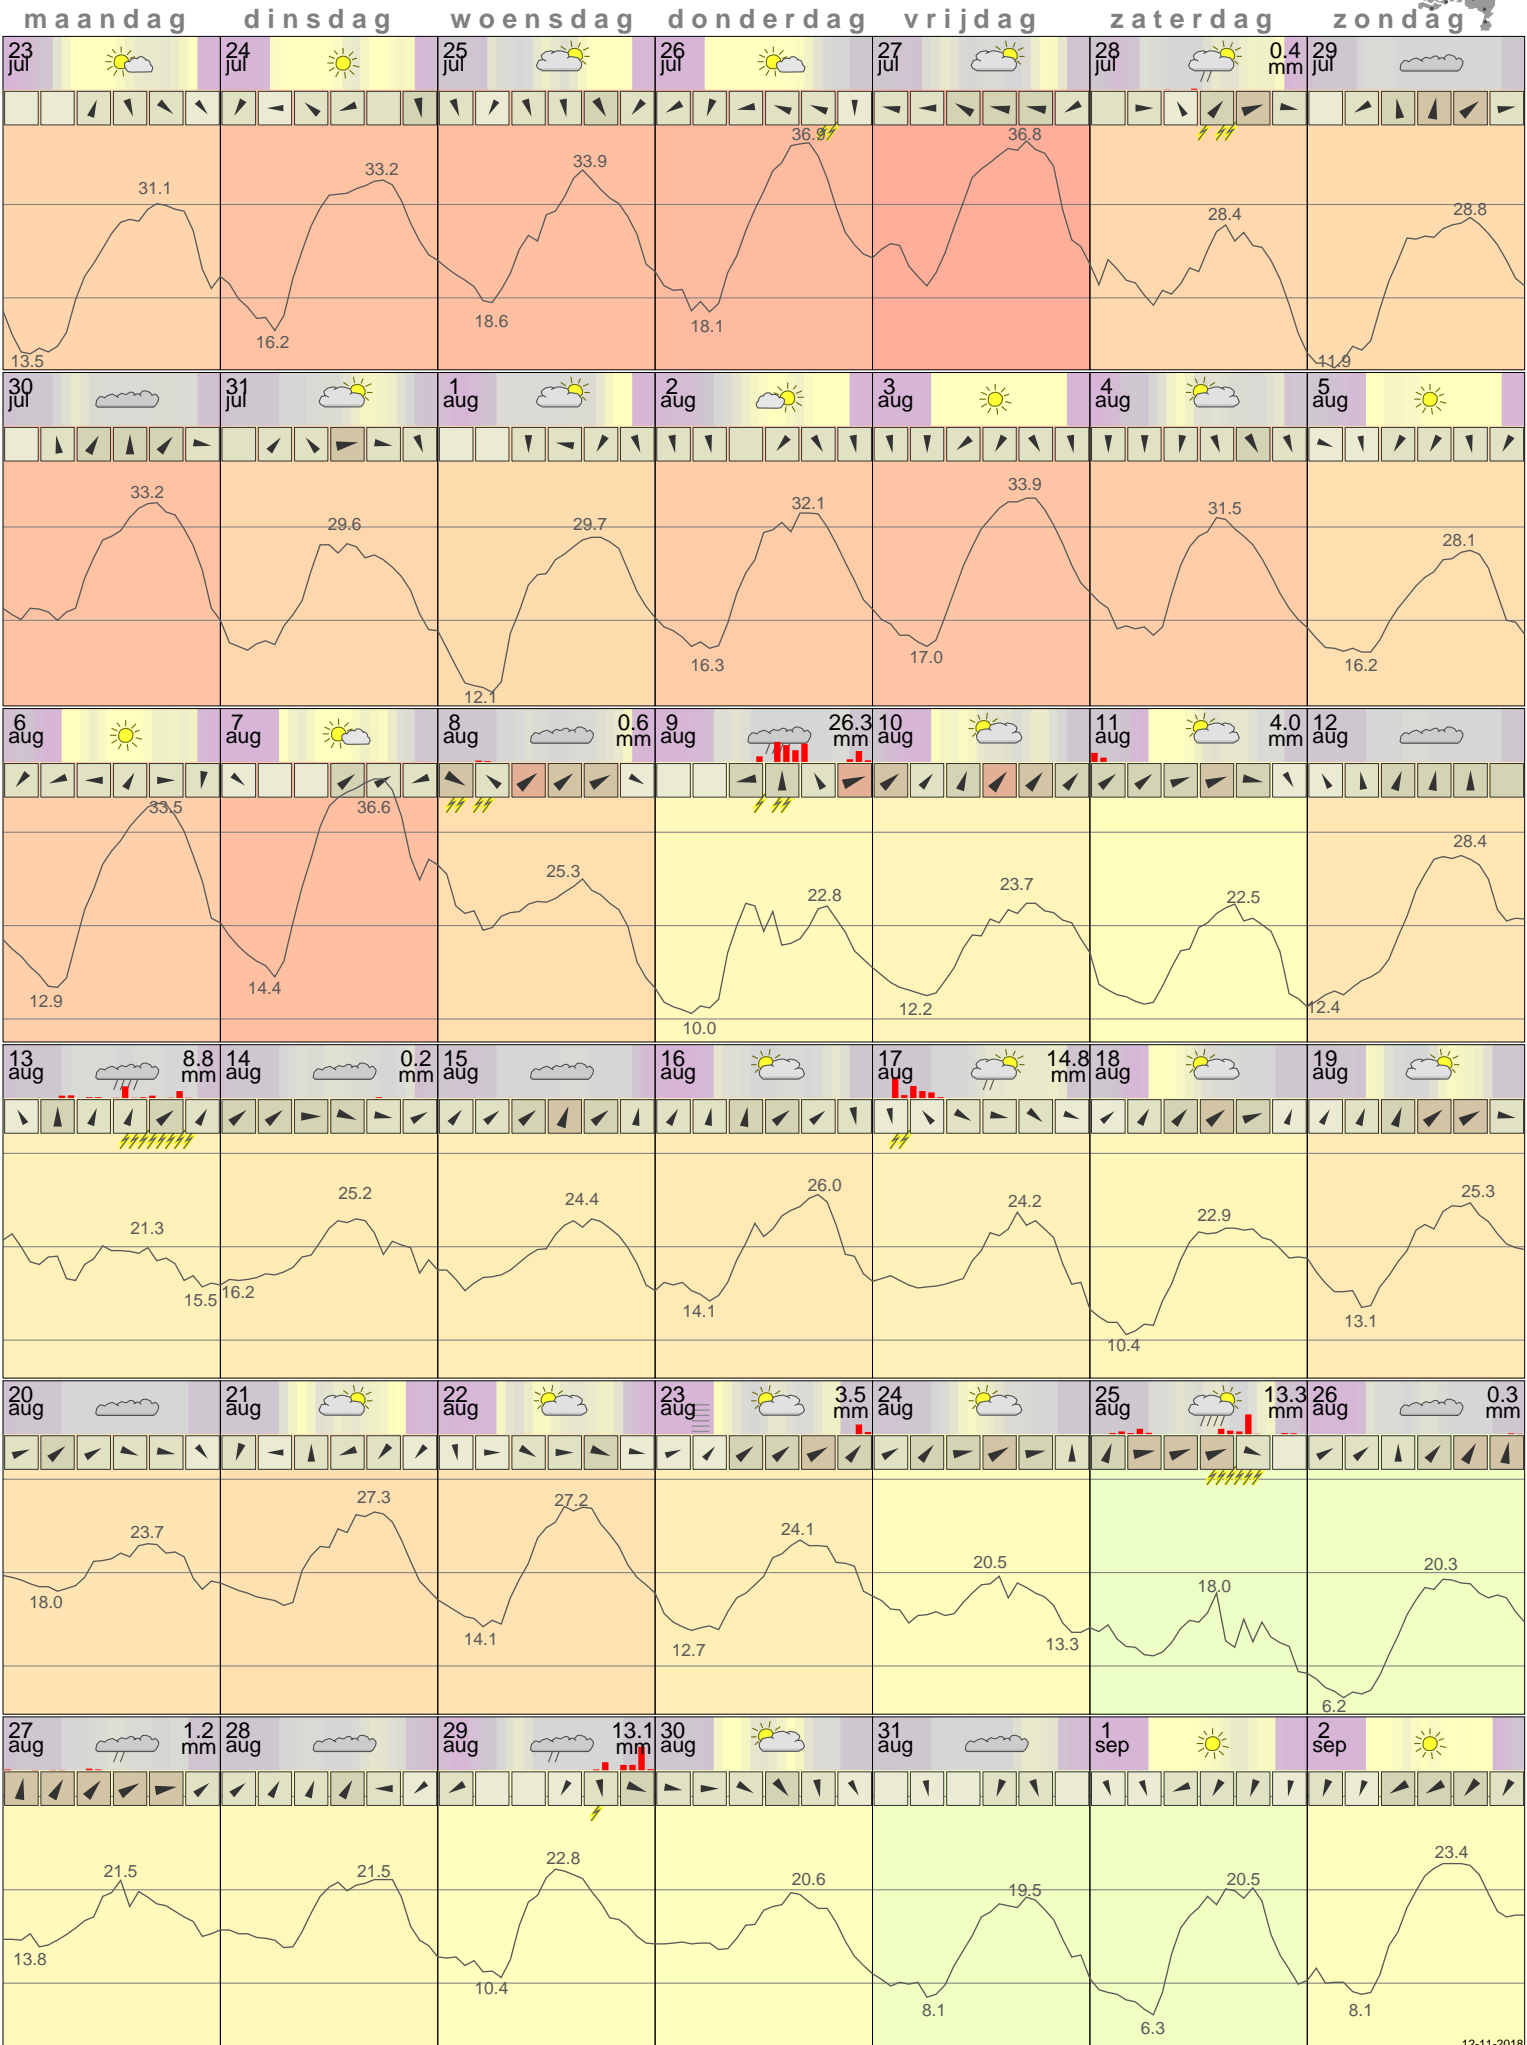 maandag dinsdag woensdag donderdag vrijdag zaterdag zondag
23 24 25 26 27 28 0.4 29
jul jul jul jul jul jul mm jul
36.9 36.8
31.1 33.2 33.9 28.4 28.8
13.5 16.2 18.6 18.1 11.9
30 31 1 2 3 4 5
jul jul aug aug aug aug aug
33.2 29.6 29.7 32.1 33.9 31.5 28.1
12.1 16.3 17.0 16.2
6 7 8 0.6 9 26.3 10 11 4.0 12
aug aug aug mm aug mm aug aug mm aug
33.5 36.6 25.3 22.8 23.7 22.5 28.4
12.9 14.4 10.0 12.2 12.4
13 8.8 14 0.2 15 16 17 14.8 18 19
aug mm aug mm aug aug aug mm aug aug
21.3 25.2 24.4 26.0 24.2 22.9 25.3
15.5 16.2 14.1 10.4 13.1
20 21 22 23 3.5 24 25 13.3 26 0.3
aug aug aug aug mm aug aug mm aug mm
23.7 27.3 27.2 24.1 20.5 18.0 20.3
18.0 14.1 12.7 13.3 6.2
27 1.2 28 29 13.1 30 31 1 2
aug mm aug aug mm aug aug sep sep
21.5 21.5 22.8 20.6 19.5 20.5 23.4
13.8 10.4 8.1 6.3 8.1
12-11-2018